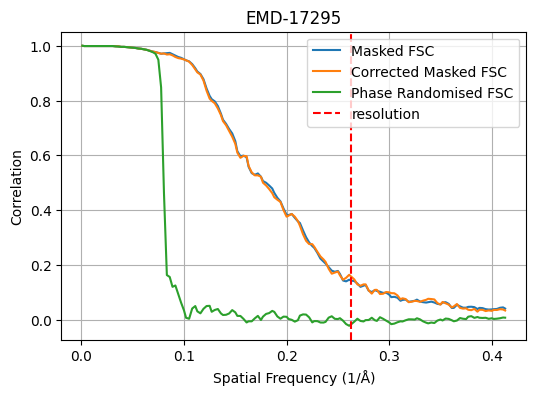 EMD-17295
Masked FSC
Corrected Masked FSC
Phase Randomised FSC
resolution
Correlation
1.0
0.8
0.6
0.4
0.2
0.0
0.0 0.1 0.2 0.3 0.4
Spatial Frequency (1/Å)